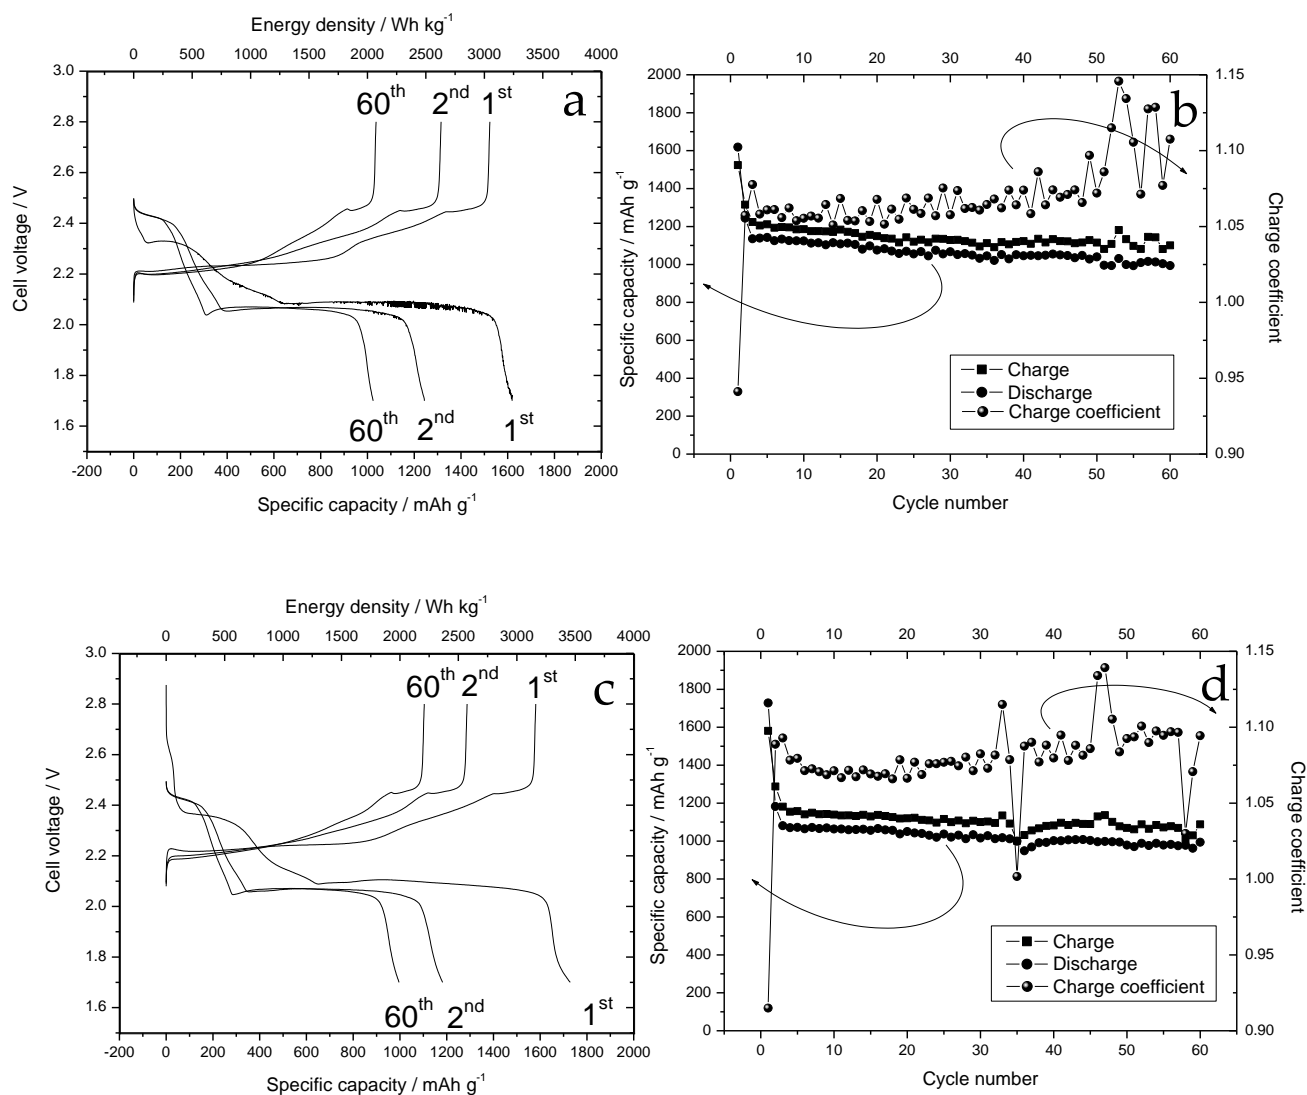 Energy density / Wh kg⁻¹
0 500 1000 1500 2000 2500 3000 3500 4000
3.0
2.8
2.6
2.4
2.2
2.0
1.8
1.6
Cell voltage / V
60th 2nd 1st
a
60th 2nd 1st
-200 0 200 400 600 800 1000 1200 1400 1600 1800 2000
Specific capacity / mAh g⁻¹
0 10 20 30 40 50 60
2000
1800
1600
1400
1200
1000
800
600
400
200
0
Specific capacity / mAh g⁻¹
b
1.15
1.10
1.05
1.00
0.95
0.90
Charge coefficient
Charge
Discharge
Charge coefficient
0 10 20 30 40 50 60
Cycle number
Energy density / Wh kg⁻¹
0 500 1000 1500 2000 2500 3000 3500 4000
3.0
2.8
2.6
2.4
2.2
2.0
1.8
1.6
Cell voltage / V
60th 2nd 1st
c
60th 2nd 1st
-200 0 200 400 600 800 1000 1200 1400 1600 1800 2000
Specific capacity / mAh g⁻¹
0 10 20 30 40 50 60
2000
1800
1600
1400
1200
1000
800
600
400
200
0
Specific capacity / mAh g⁻¹
d
1.15
1.10
1.05
1.00
0.95
0.90
Charge coefficient
Charge
Discharge
Charge coefficient
0 10 20 30 40 50 60
Cycle number